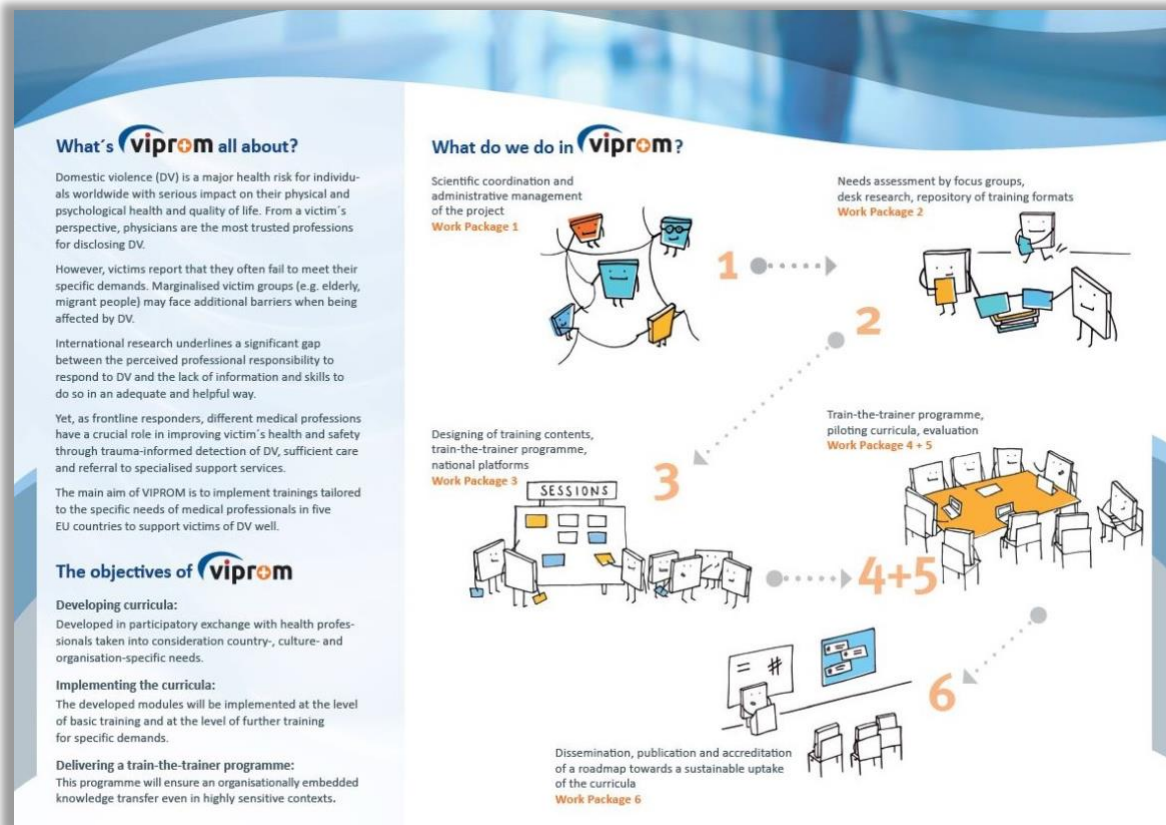 What´s viprom all about?
Domestic violence (DV) is a major health risk for individu-
als worldwide with serious impact on their physical and
psychological health and quality of life. From a victim´s
perspective, physicians are the most trusted professions
for disclosing DV.
However, victims report that they often fail to meet their
specific demands. Marginalised victim groups (e.g. elderly,
migrant people) may face additional barriers when being
affected by DV.
International research underlines a significant gap
between the perceived professional responsibility to
respond to DV and the lack of information and skills to
do so in an adequate and helpful way.
Yet, as frontline responders, different medical professions
have a crucial role in improving victim´s health and safety
through trauma-informed detection of DV, sufficient care
and referral to specialised support services.
The main aim of VIPROM is to implement trainings tailored
to the specific needs of medical professionals in five
EU countries to support victims of DV well.
The objectives of viprom
Developing curricula:
Developed in participatory exchange with health profes-
sionals taken into consideration country-, culture- and
organisation-specific needs.
Implementing the curricula:
The developed modules will be implemented at the level
of basic training and at the level of further training
for specific demands.
Delivering a train-the-trainer programme:
This programme will ensure an organisationally embedded
knowledge transfer even in highly sensitive contexts.
What do we do in viprom?
Scientific coordination and
administrative management
of the project
Work Package 1
1
Needs assessment by focus groups,
desk research, repository of training formats
Work Package 2
2
Designing of training contents,
train-the-trainer programme,
national platforms
Work Package 3
3
SESSIONS
Train-the-trainer programme,
piloting curricula, evaluation
Work Package 4 + 5
4+5
= #
6
Dissemination, publication and accreditation
of a roadmap towards a sustainable uptake
of the curricula
Work Package 6